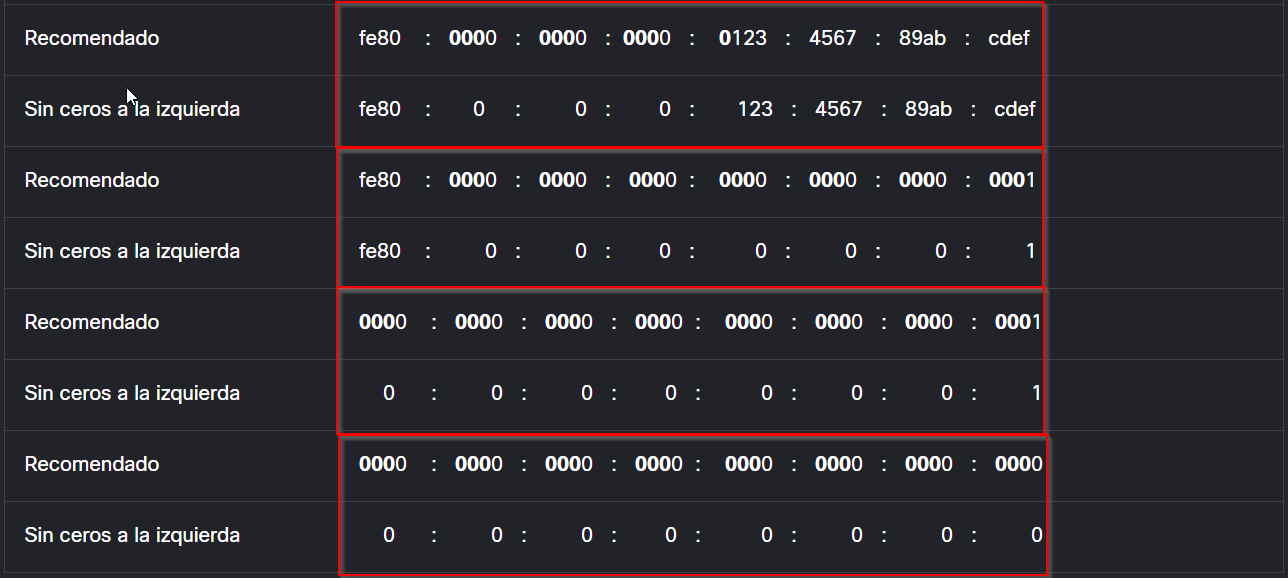 Recomendado fe80 : 0000 : 0000 : 0000 : 0123 : 4567 : 89ab : cdef
Sin ceros a la izquierda fe80 : 0 : 0 : 0 : 123 : 4567 : 89ab : cdef
Recomendado fe80 : 0000 : 0000 : 0000 : 0000 : 0000 : 0000 : 0001
Sin ceros a la izquierda fe80 : 0 : 0 : 0 : 0 : 0 : 0 : 1
Recomendado 0000 : 0000 : 0000 : 0000 : 0000 : 0000 : 0000 : 0001
Sin ceros a la izquierda 0 : 0 : 0 : 0 : 0 : 0 : 0 : 1
Recomendado 0000 : 0000 : 0000 : 0000 : 0000 : 0000 : 0000 : 0000
Sin ceros a la izquierda 0 : 0 : 0 : 0 : 0 : 0 : 0 : 0